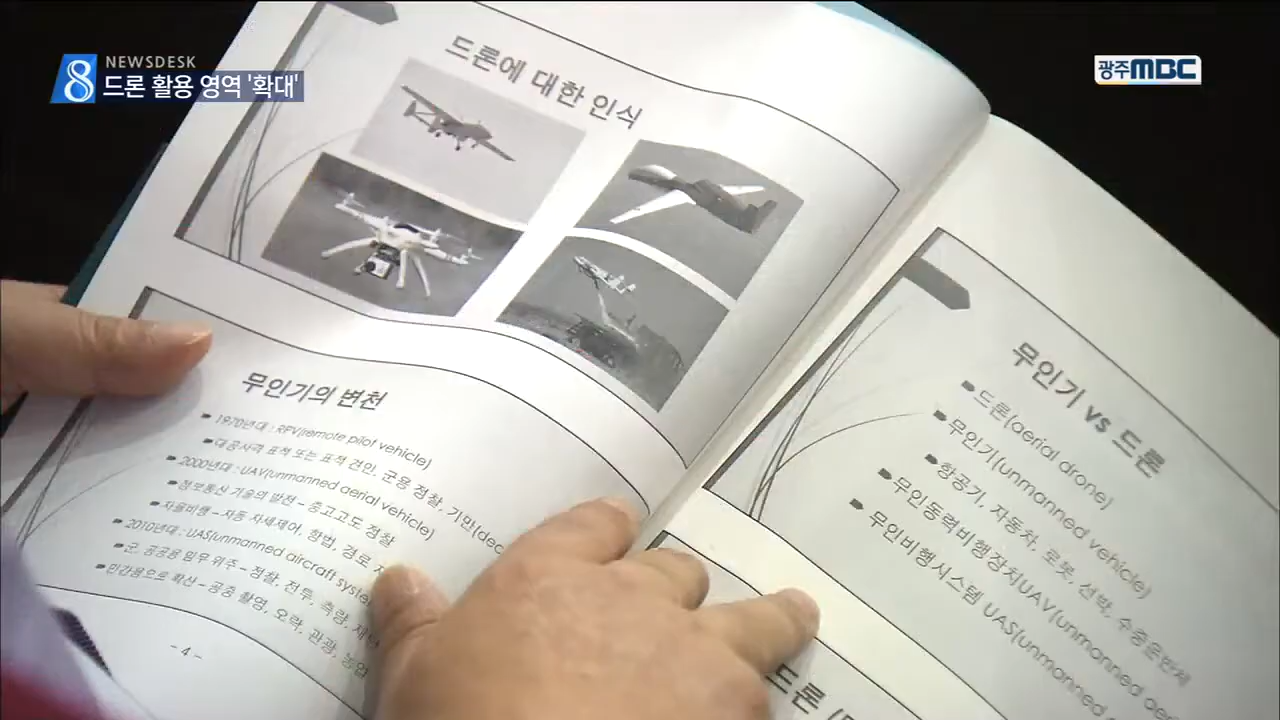 8 NEWSDESK
드론 활용 영역 '확대'
광주MBC
드론에 대한 인식
무인기의 변천
1970년대 : RPV(remote pilot vehicle)
대공사격 표적 또는 표적 견인, 군용 정찰, 기만(dec
2000년대 : UAV(unmanned aerial vehicle)
정보통신 기술의 발전 – 중고고도 정찰
자율비행 – 자동 자세제어, 항법, 경로
2010년대 : UAS(unmanned aircraft system
군, 공공용 임무 위주 – 정찰, 전투, 측량, 재난
민간용으로 확산 – 공중 촬영, 오락, 관광, 농업
- 4 -
무인기 vs 드론
드론(aerial drone)
무인기(unmanned vehicle)
항공기, 자동차, 로봇, 선박, 수중운반체
무인동력비행장치UAV(unmanned aer
무인비행시스템 UAS(unmanned
드론